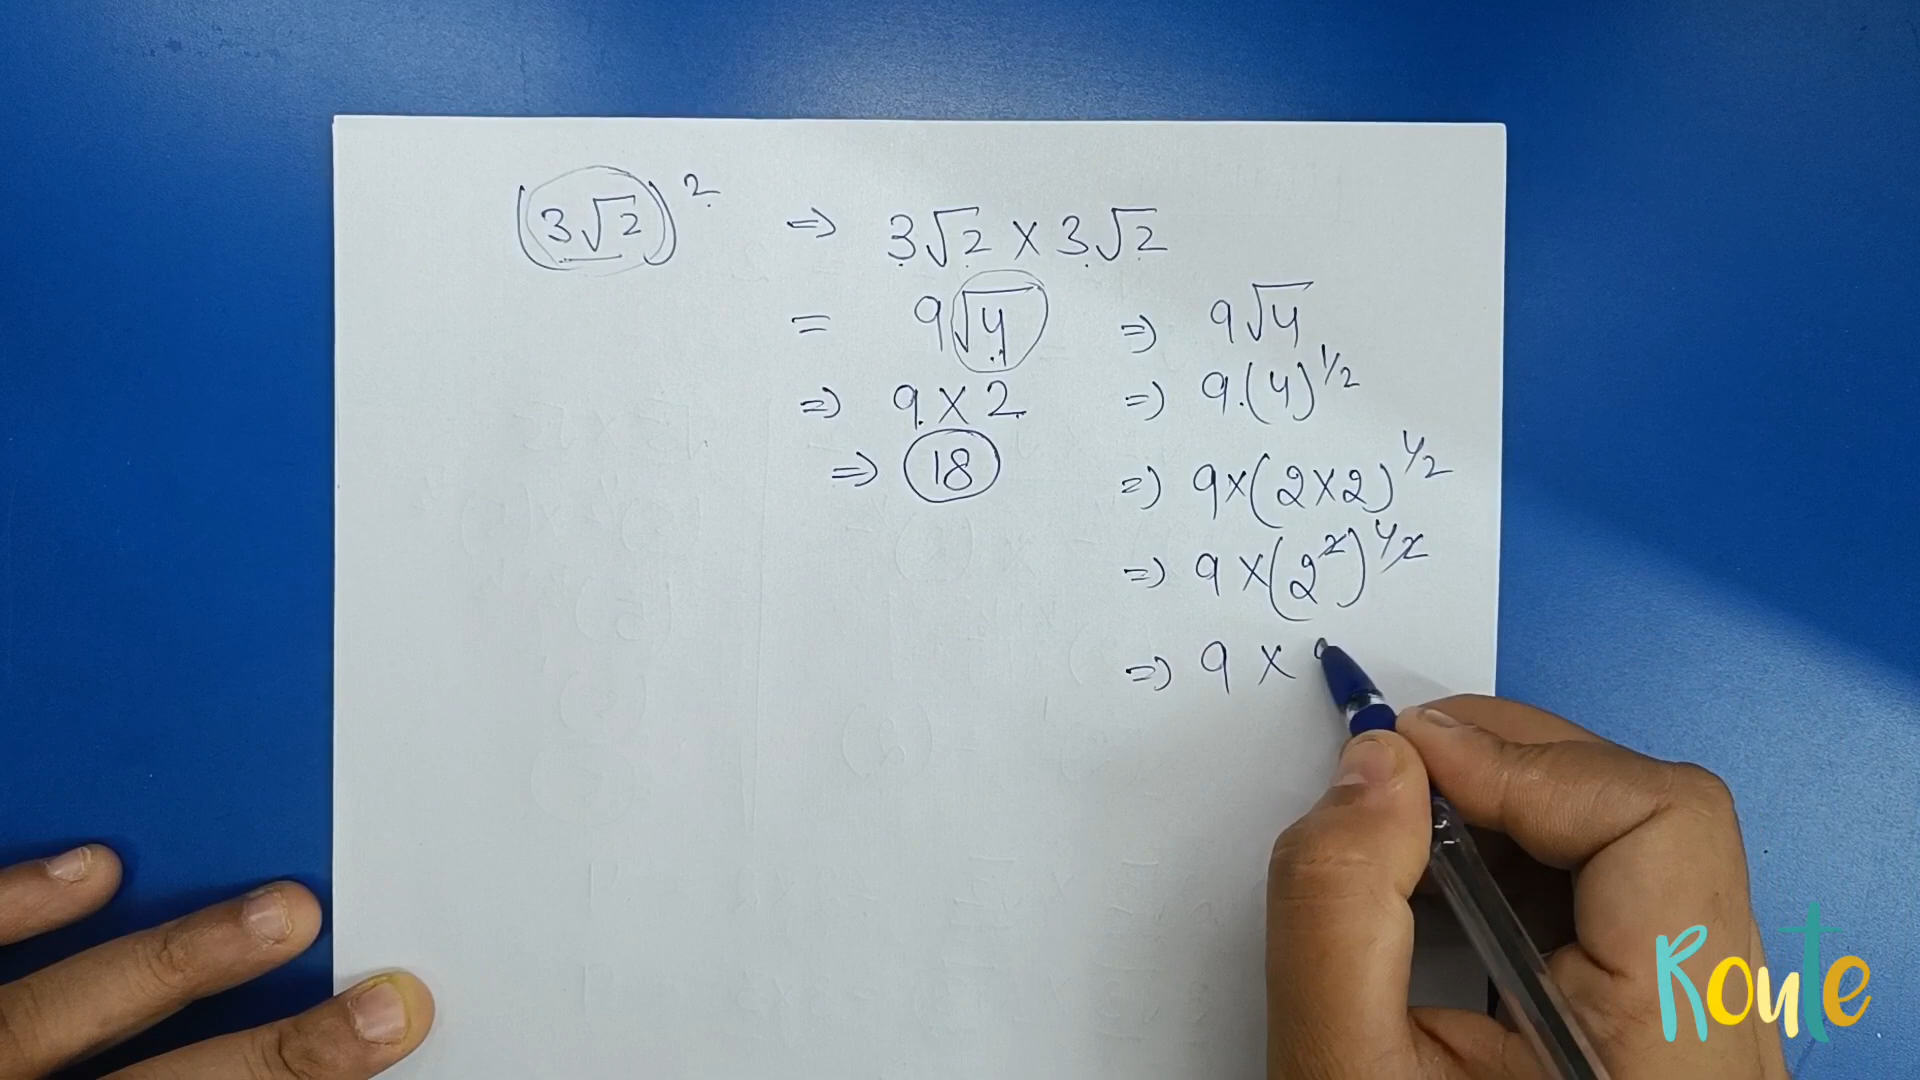 (3√2)² ⇒ 3√2 × 3√2
= 9√4 ⇒ 9√4
⇒ 9 × 2 ⇒ 9.(4)^1/2
⇒ 18 ⇒ 9×(2×2)^1/2
⇒ 9×(2²)^1/2
⇒ 9 ×
Route